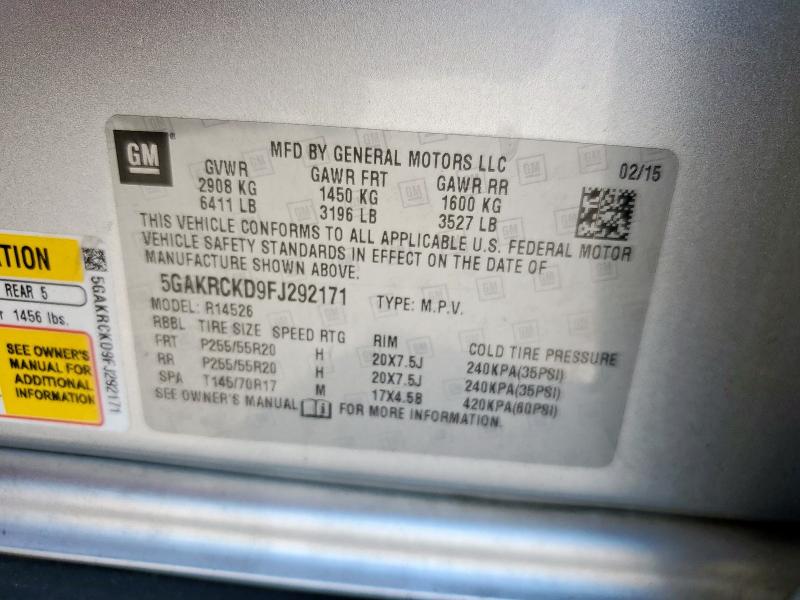 GM
MFD BY GENERAL MOTORS LLC
02/15
GVWR GAWR FRT GAWR RR
2908 KG 1450 KG 1600 KG
6411 LB 3196 LB 3527 LB
THIS VEHICLE CONFORMS TO ALL APPLICABLE U.S. FEDERAL MOTOR
VEHICLE SAFETY STANDARDS IN EFFECT ON THE DATE OF
MANUFACTURE SHOWN ABOVE.
5GAKRCKD9FJ292171 TYPE: M.P.V.
MODEL: R14526
RBBL TIRE SIZE SPEED RTG RIM COLD TIRE PRESSURE
FRT P255/55R20 H 20X7.5J 240KPA(35PSI)
RR P255/55R20 H 20X7.5J 240KPA(35PSI)
SPA T145/70R17 M 17X4.5B 420KPA(60PSI)
SEE OWNER'S MANUAL FOR MORE INFORMATION.
REAR 5
1456 lbs.
SEE OWNER'S
MANUAL FOR
ADDITIONAL
INFORMATION
5GAKRCKD9FJ292171